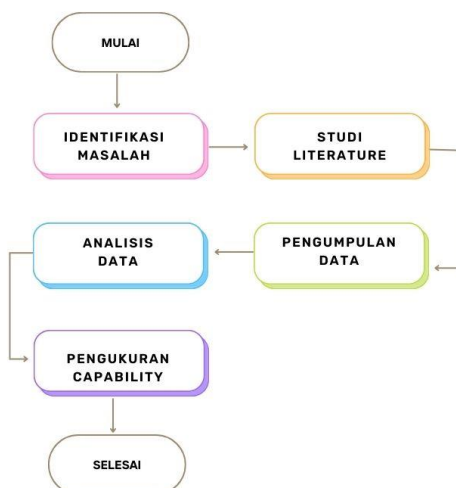 MULAI
IDENTIFIKASI
MASALAH
STUDI
LITERATURE
PENGUMPULAN
DATA
ANALISIS
DATA
PENGUKURAN
CAPABILITY
SELESAI